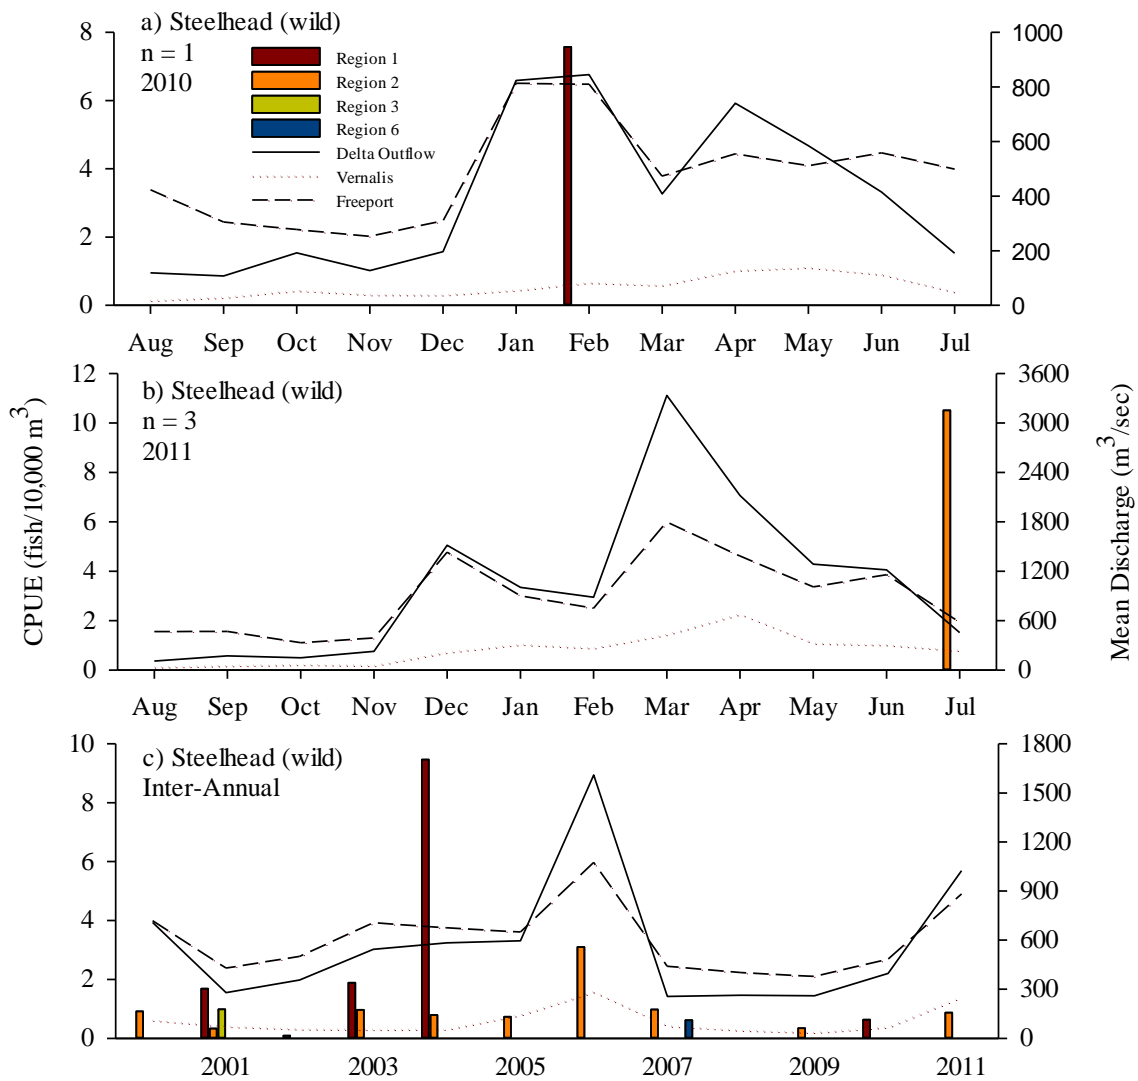 a) Steelhead (wild)
n = 1
2010
Region 1
Region 2
Region 3
Region 6
Delta Outflow
Vernalis
Freeport
8
6
4
2
0
1000
800
600
400
200
0
Aug Sep Oct Nov Dec Jan Feb Mar Apr May Jun Jul
CPUE (fish/10,000 m³)
Mean Discharge (m³/sec)
b) Steelhead (wild)
n = 3
2011
12
10
8
6
4
2
0
3600
3000
2400
1800
1200
600
0
Aug Sep Oct Nov Dec Jan Feb Mar Apr May Jun Jul
c) Steelhead (wild)
Inter-Annual
10
8
6
4
2
0
1800
1500
1200
900
600
300
0
2001 2003 2005 2007 2009 2011